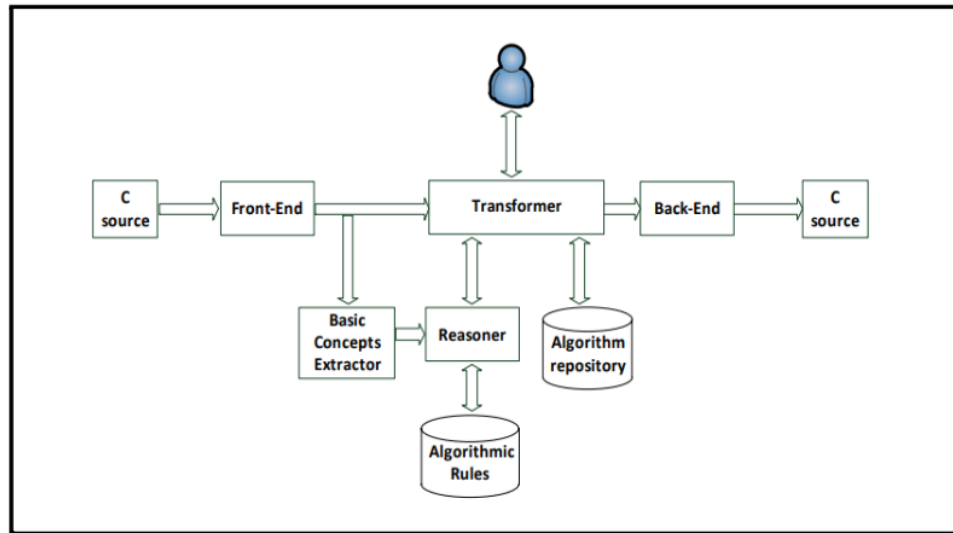 C
source
Front-End
Transformer
Back-End
C
source
Basic
Concepts
Extractor
Reasoner
Algorithm
repository
Algorithmic
Rules